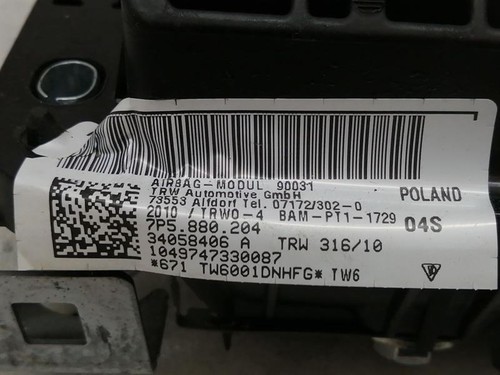 AIRBAG-MODUL 90031
TRW Automotive GmbH
73553 Alfdorf Tel. 07172/302-0
2010 / TRWO-4 BAM-PT1-1729
7P5.880.204
34058406 A TRW 316/10
1049747330087
*671 TW6001DNHFG* TW6
POLAND
04S